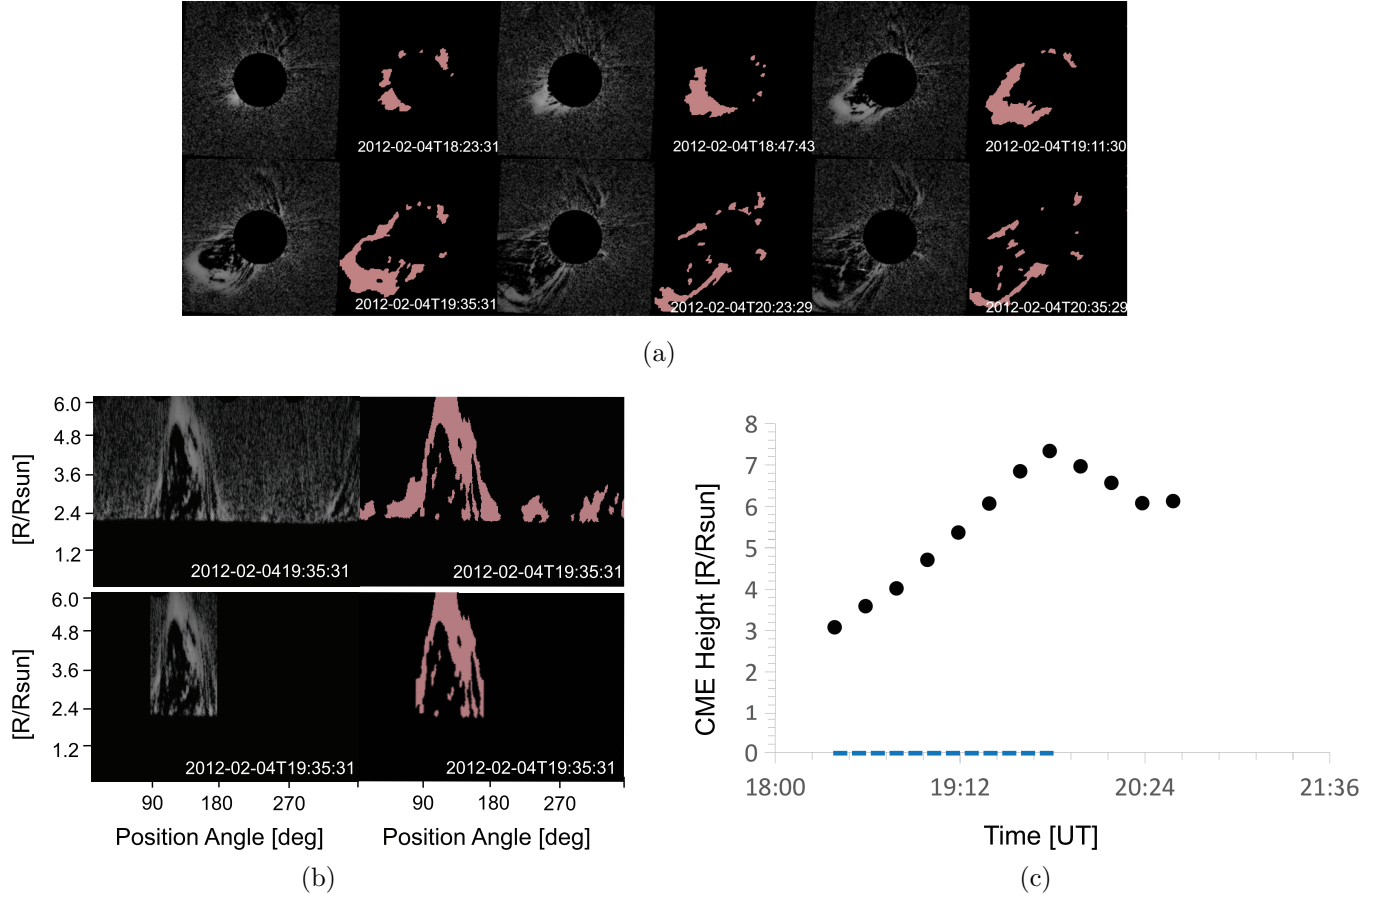 2012-02-04T18:23:31
2012-02-04T18:47:43
2012-02-04T19:11:30
2012-02-04T19:35:31
2012-02-04T20:23:29
2012-02-04T20:35:29
(a)
[R/Rsun]
6.0
4.8
3.6
2.4
1.2
2012-02-0419:35:31
2012-02-04T19:35:31
[R/Rsun]
6.0
4.8
3.6
2.4
1.2
2012-02-04T19:35:31
2012-02-04T19:35:31
90 180 270
90 180 270
Position Angle [deg]
Position Angle [deg]
(b)
CME Height [R/Rsun]
8
7
6
5
4
3
2
1
0
18:00 19:12 20:24 21:36
Time [UT]
(c)